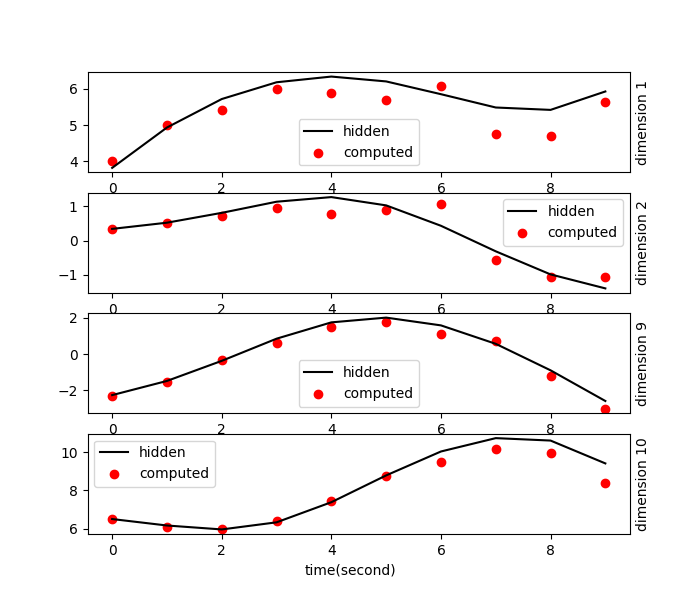 6
5
4
hidden
computed
dimension 1
0 2 4 6 8
1
0
−1
hidden
computed
dimension 2
0 2 4 6 8
2
0
−2
hidden
computed
dimension 9
0 2 4 6 8
10
8
6
hidden
computed
dimension 10
0 2 4 6 8
time(second)